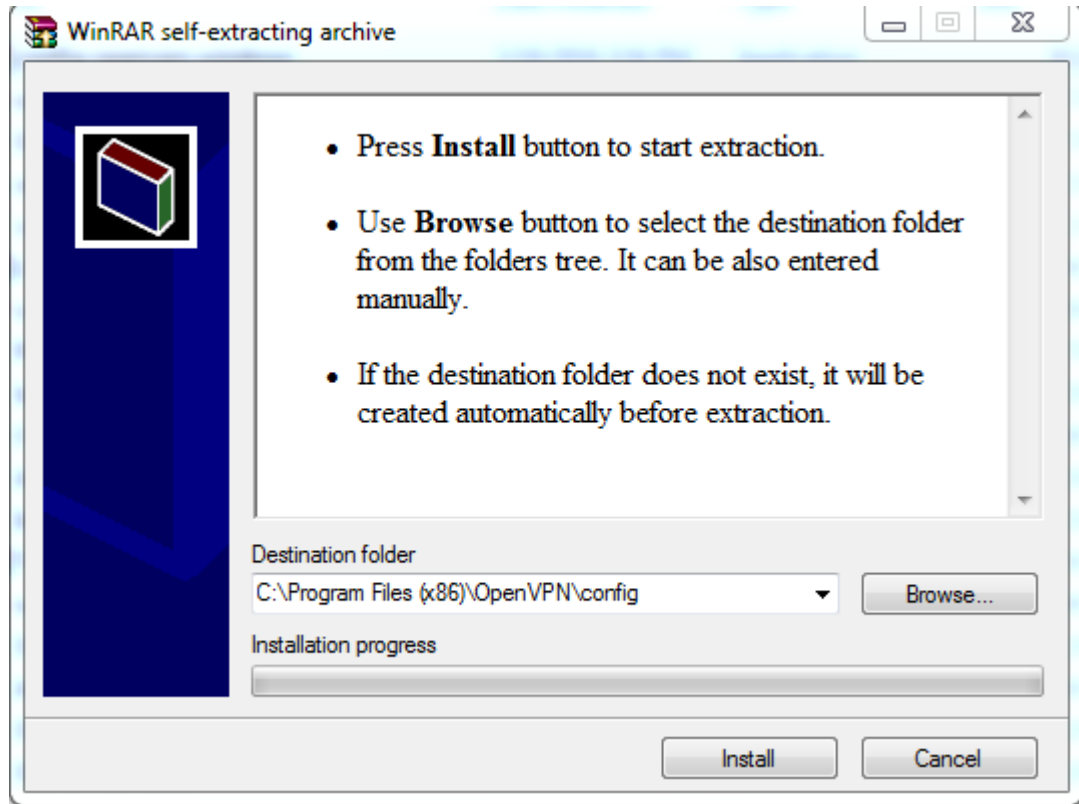 WinRAR self-extracting archive
• Press Install button to start extraction.
• Use Browse button to select the destination folder
from the folders tree. It can be also entered
manually.
• If the destination folder does not exist, it will be
created automatically before extraction.
Destination folder
C:\Program Files (x86)\OpenVPN\config
Browse...
Installation progress
Install
Cancel